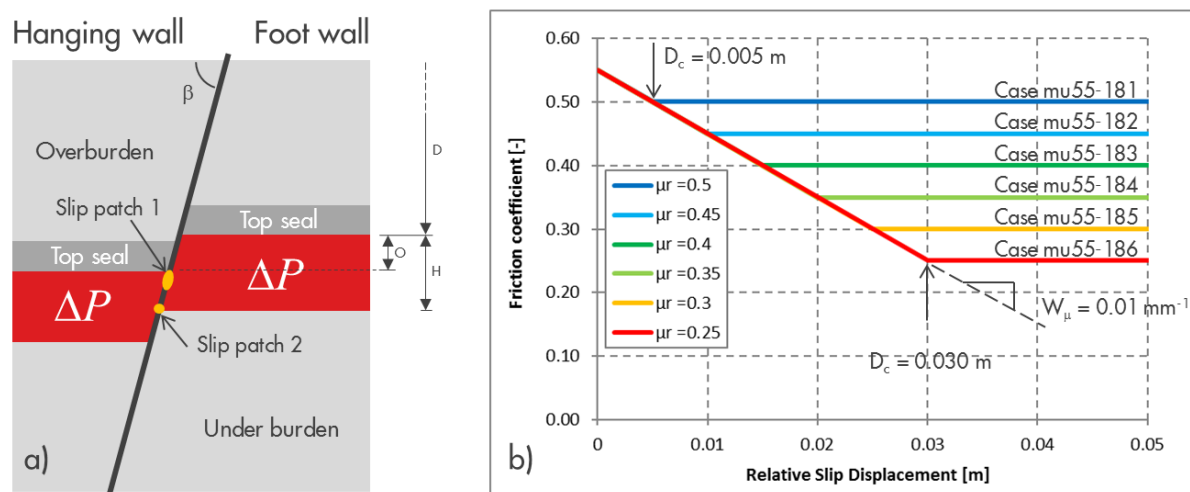 Hanging wall
Foot wall
β
Overburden
D
Slip patch 1
Top seal
Top seal
O
H
ΔP
ΔP
Slip patch 2
Under burden
a)
0.60
0.50
0.40
0.30
0.20
0.10
0.00
Friction coefficient [-]
D_c = 0.005 m
Case mu55-181
Case mu55-182
Case mu55-183
Case mu55-184
Case mu55-185
Case mu55-186
μr =0.5
μr =0.45
μr =0.4
μr =0.35
μr =0.3
μr =0.25
W_μ = 0.01 mm⁻¹
D_c = 0.030 m
0 0.01 0.02 0.03 0.04 0.05
Relative Slip Displacement [m]
b)